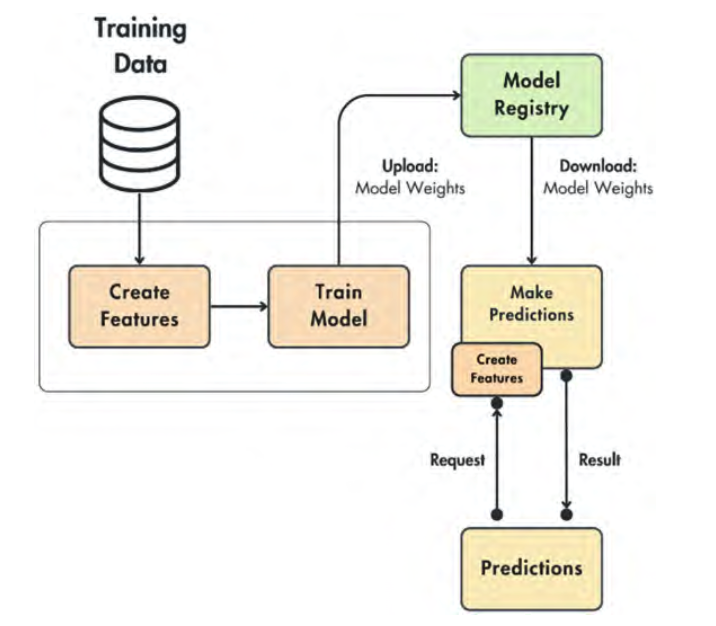 Training
Data
Model
Registry
Upload:
Model Weights
Download:
Model Weights
Create
Features
Train
Model
Make
Predictions
Create
Features
Request
Result
Predictions